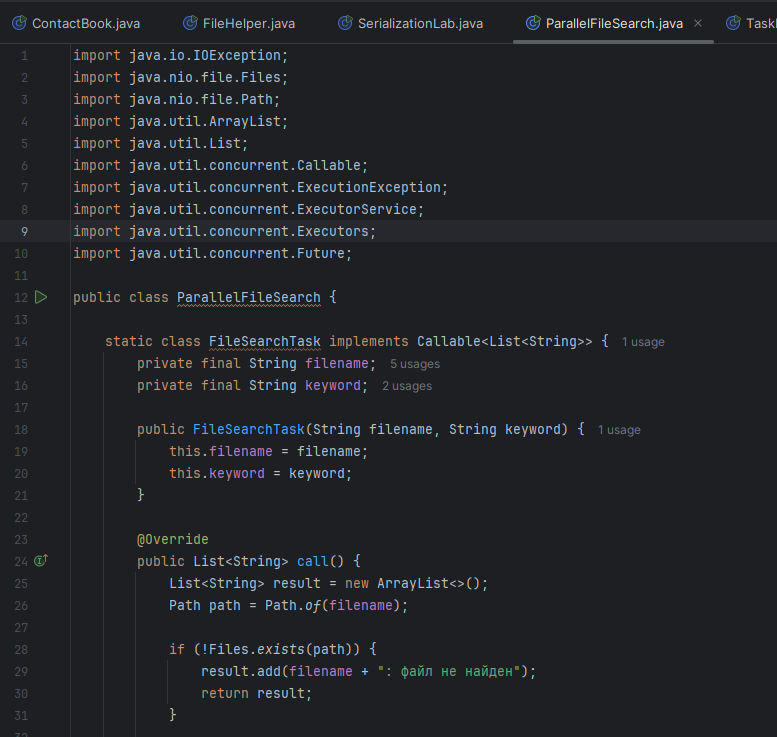 ContactBook.java FileHelper.java SerializationLab.java ParallelFileSearch.java × Task
1 import java.io.IOException;
2 import java.nio.file.Files;
3 import java.nio.file.Path;
4 import java.util.ArrayList;
5 import java.util.List;
6 import java.util.concurrent.Callable;
7 import java.util.concurrent.ExecutionException;
8 import java.util.concurrent.ExecutorService;
9 import java.util.concurrent.Executors;
10 import java.util.concurrent.Future;
11
12 public class ParallelFileSearch {
13
14 static class FileSearchTask implements Callable<List<String>> { 1 usage
15 private final String filename; 5 usages
16 private final String keyword; 2 usages
17
18 public FileSearchTask(String filename, String keyword) { 1 usage
19 this.filename = filename;
20 this.keyword = keyword;
21 }
22
23 @Override
24 public List<String> call() {
25 List<String> result = new ArrayList<>();
26 Path path = Path.of(filename);
27
28 if (!Files.exists(path)) {
29 result.add(filename + ": файл не найден");
30 return result;
31 }
32